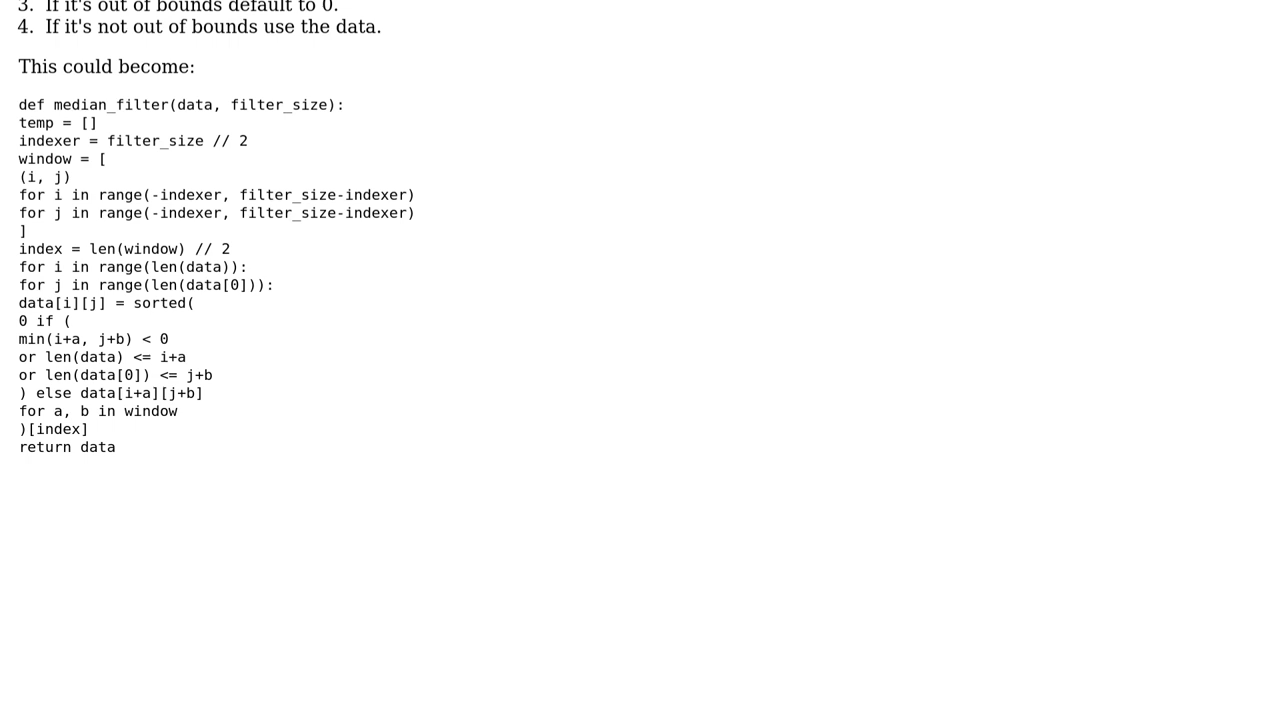 3. If it's out of bounds default to 0.
4. If it's not out of bounds use the data.
This could become:
def median_filter(data, filter_size):
temp = []
indexer = filter_size // 2
window = [
(i, j)
for i in range(-indexer, filter_size-indexer)
for j in range(-indexer, filter_size-indexer)
]
index = len(window) // 2
for i in range(len(data)):
for j in range(len(data[0])):
data[i][j] = sorted(
0 if (
min(i+a, j+b) < 0
or len(data) <= i+a
or len(data[0]) <= j+b
) else data[i+a][j+b]
for a, b in window
)[index]
return data